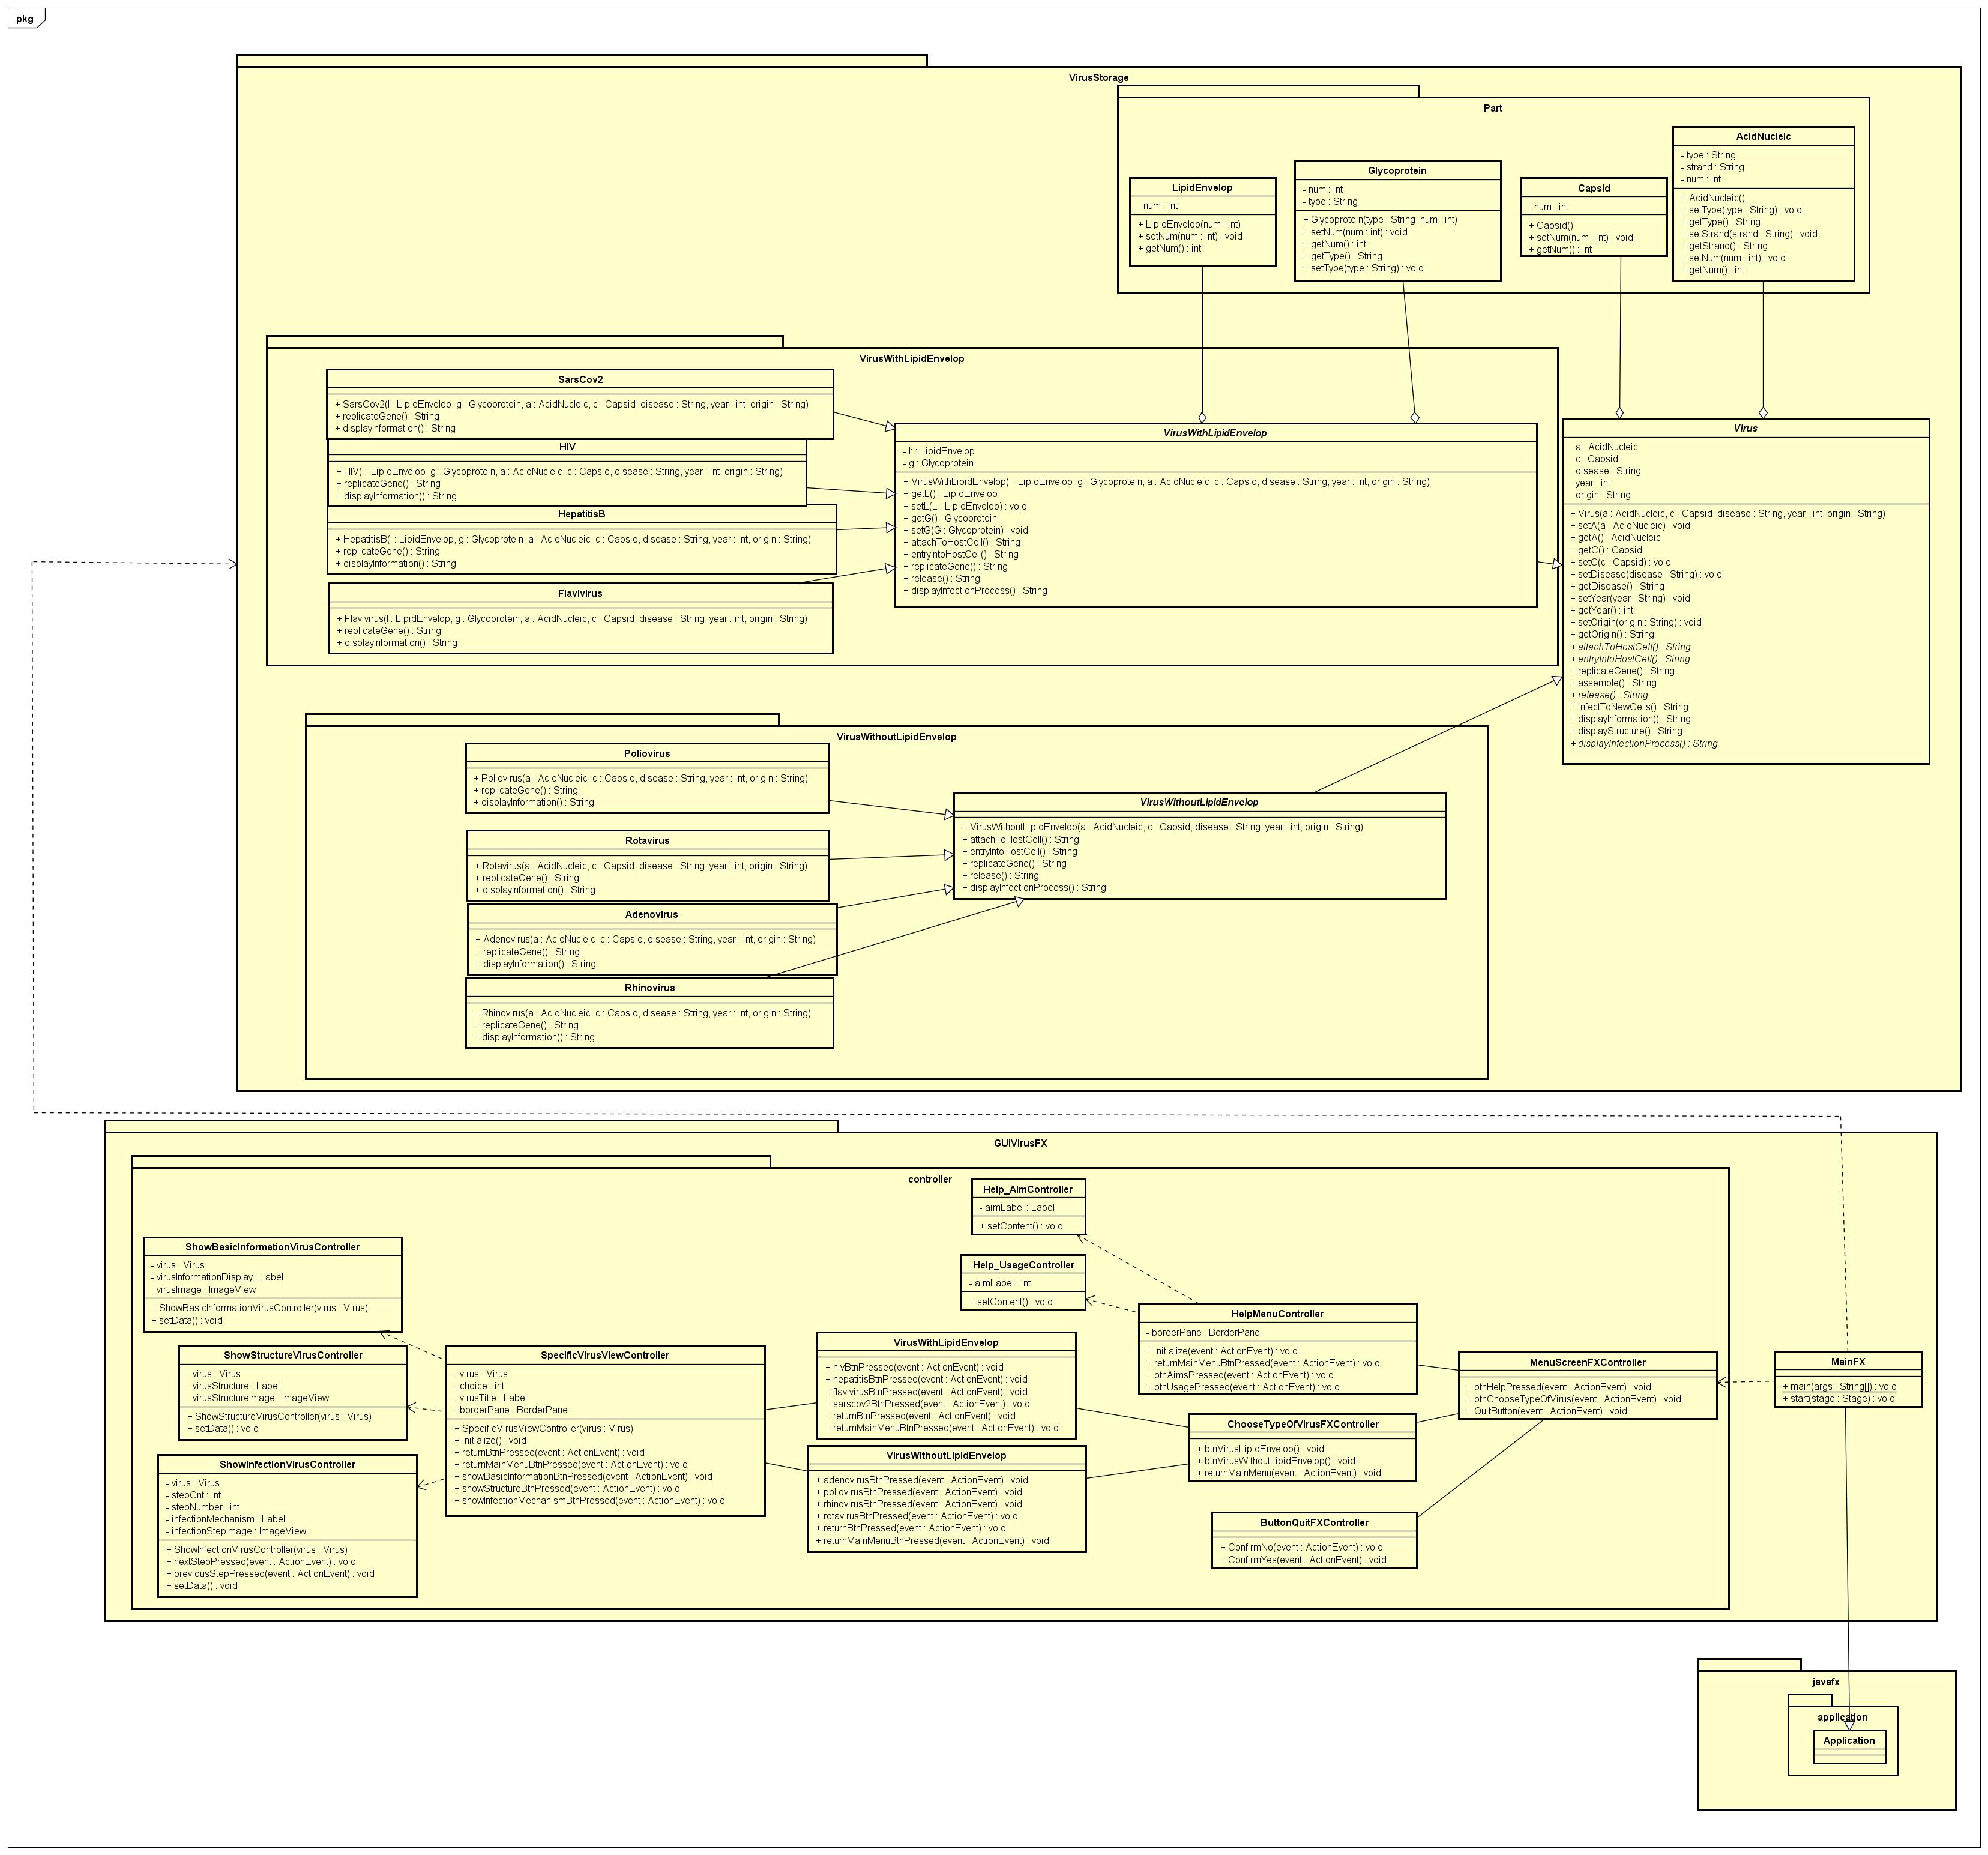 pkg
VirusStorage
Part
LipidEnvelop
- num : int
+ LipidEnvelop(num : int)
+ setNum(num : int) : void
+ getNum() : int
Glycoprotein
- num : int
- type : String
+ Glycoprotein(type : String, num : int)
+ setNum(num : int) : void
+ getNum() : int
+ getType() : String
+ setType(type : String) : void
Capsid
- num : int
+ Capsid()
+ setNum(num : int) : void
+ getNum() : int
AcidNucleic
- type : String
- strand : String
- num : int
+ AcidNucleic()
+ setType(type : String) : void
+ getType() : String
+ setStrand(strand : String) : void
+ getStrand() : String
+ setNum(num : int) : void
+ getNum() : int
VirusWithLipidEnvelop
SarsCov2
+ SarsCov2(l : LipidEnvelop, g : Glycoprotein, a : AcidNucleic, c : Capsid, disease : String, year : int, origin : String)
+ replicateGene() : String
+ displayInformation() : String
HIV
+ HIV(l : LipidEnvelop, g : Glycoprotein, a : AcidNucleic, c : Capsid, disease : String, year : int, origin : String)
+ replicateGene() : String
+ displayInformation() : String
HepatitisB
+ HepatitisB(l : LipidEnvelop, g : Glycoprotein, a : AcidNucleic, c : Capsid, disease : String, year : int, origin : String)
+ replicateGene() : String
+ displayInformation() : String
Flavivirus
+ Flavivirus(l : LipidEnvelop, g : Glycoprotein, a : AcidNucleic, c : Capsid, disease : String, year : int, origin : String)
+ replicateGene() : String
+ displayInformation() : String
VirusWithLipidEnvelop
- l: : LipidEnvelop
- g : Glycoprotein
+ VirusWithLipidEnvelop(l : LipidEnvelop, g : Glycoprotein, a : AcidNucleic, c : Capsid, disease : String, year : int, origin : String)
+ getL() : LipidEnvelop
+ setL(L : LipidEnvelop) : void
+ getG() : Glycoprotein
+ setG(G : Glycoprotein) : void
+ attachToHostCell() : String
+ entryIntoHostCell() : String
+ replicateGene() : String
+ release() : String
+ displayInfectionProcess() : String
Virus
- a : AcidNucleic
- c : Capsid
- disease : String
- year : int
- origin : String
+ Virus(a : AcidNucleic, c : Capsid, disease : String, year : int, origin : String)
+ setA(a : AcidNucleic) : void
+ getA() : AcidNucleic
+ getC() : Capsid
+ setC(c : Capsid) : void
+ setDisease(disease : String) : void
+ getDisease() : String
+ setYear(year : String) : void
+ getYear() : int
+ setOrigin(origin : String) : void
+ getOrigin() : String
+ attachToHostCell() : String
+ entryIntoHostCell() : String
+ replicateGene() : String
+ assemble() : String
+ release() : String
+ infectToNewCells() : String
+ displayInformation() : String
+ displayStructure() : String
+ displayInfectionProcess() : String
VirusWithoutLipidEnvelop
Poliovirus
+ Poliovirus(a : AcidNucleic, c : Capsid, disease : String, year : int, origin : String)
+ replicateGene() : String
+ displayInformation() : String
Rotavirus
+ Rotavirus(a : AcidNucleic, c : Capsid, disease : String, year : int, origin : String)
+ replicateGene() : String
+ displayInformation() : String
Adenovirus
+ Adenovirus(a : AcidNucleic, c : Capsid, disease : String, year : int, origin : String)
+ replicateGene() : String
+ displayInformation() : String
Rhinovirus
+ Rhinovirus(a : AcidNucleic, c : Capsid, disease : String, year : int, origin : String)
+ replicateGene() : String
+ displayInformation() : String
VirusWithoutLipidEnvelop
+ VirusWithoutLipidEnvelop(a : AcidNucleic, c : Capsid, disease : String, year : int, origin : String)
+ attachToHostCell() : String
+ entryIntoHostCell() : String
+ replicateGene() : String
+ release() : String
+ displayInfectionProcess() : String
GUIVirusFX
controller
Help_AimController
- aimLabel : Label
+ setContent() : void
Help_UsageController
- aimLabel : int
+ setContent() : void
ShowBasicInformationVirusController
- virus : Virus
- virusInformationDisplay : Label
- virusImage : ImageView
+ ShowBasicInformationVirusController(virus : Virus)
+ setData() : void
ShowStructureVirusController
- virus : Virus
- virusStructure : Label
- virusStructureImage : ImageView
+ ShowStructureVirusController(virus : Virus)
+ setData() : void
ShowInfectionVirusController
- virus : Virus
- stepCnt : int
- stepNumber : int
- infectionMechanism : Label
- infectionStepImage : ImageView
+ ShowInfectionVirusController(virus : Virus)
+ nextStepPressed(event : ActionEvent) : void
+ previousStepPressed(event : ActionEvent) : void
+ setData() : void
SpecificVirusViewController
- virus : Virus
- choice : int
- virusTitle : Label
- borderPane : BorderPane
+ SpecificVirusViewController(virus : Virus)
+ initialize() : void
+ returnBtnPressed(event : ActionEvent) : void
+ returnMainMenuBtnPressed(event : ActionEvent) : void
+ showBasicInformationBtnPressed(event : ActionEvent) : void
+ showStructureBtnPressed(event : ActionEvent) : void
+ showInfectionMechanismBtnPressed(event : ActionEvent) : void
VirusWithLipidEnvelop
+ hivBtnPressed(event : ActionEvent) : void
+ hepatitisBtnPressed(event : ActionEvent) : void
+ flavivirusBtnPressed(event : ActionEvent) : void
+ sarscov2BtnPressed(event : ActionEvent) : void
+ returnBtnPressed(event : ActionEvent) : void
+ returnMainMenuBtnPressed(event : ActionEvent) : void
VirusWithoutLipidEnvelop
+ adenovirusBtnPressed(event : ActionEvent) : void
+ poliovirusBtnPressed(event : ActionEvent) : void
+ rhinovirusBtnPressed(event : ActionEvent) : void
+ rotavirusBtnPressed(event : ActionEvent) : void
+ returnBtnPressed(event : ActionEvent) : void
+ returnMainMenuBtnPressed(event : ActionEvent) : void
HelpMenuController
- borderPane : BorderPane
+ initialize(event : ActionEvent) : void
+ returnMainMenuBtnPressed(event : ActionEvent) : void
+ btnAimsPressed(event : ActionEvent) : void
+ btnUsagePressed(event : ActionEvent) : void
ChooseTypeOfVirusFXController
+ btnVirusLipidEnvelop() : void
+ btnVirusWithoutLipidEnvelop() : void
+ returnMainMenu(event : ActionEvent) : void
ButtonQuitFXController
+ ConfirmNo(event : ActionEvent) : void
+ ConfirmYes(event : ActionEvent) : void
MenuScreenFXController
+ btnHelpPressed(event : ActionEvent) : void
+ btnChooseTypeOfVirus(event : ActionEvent) : void
+ QuitButton(event : ActionEvent) : void
MainFX
+ main(args : String[]) : void
+ start(stage : Stage) : void
javafx
application
Application